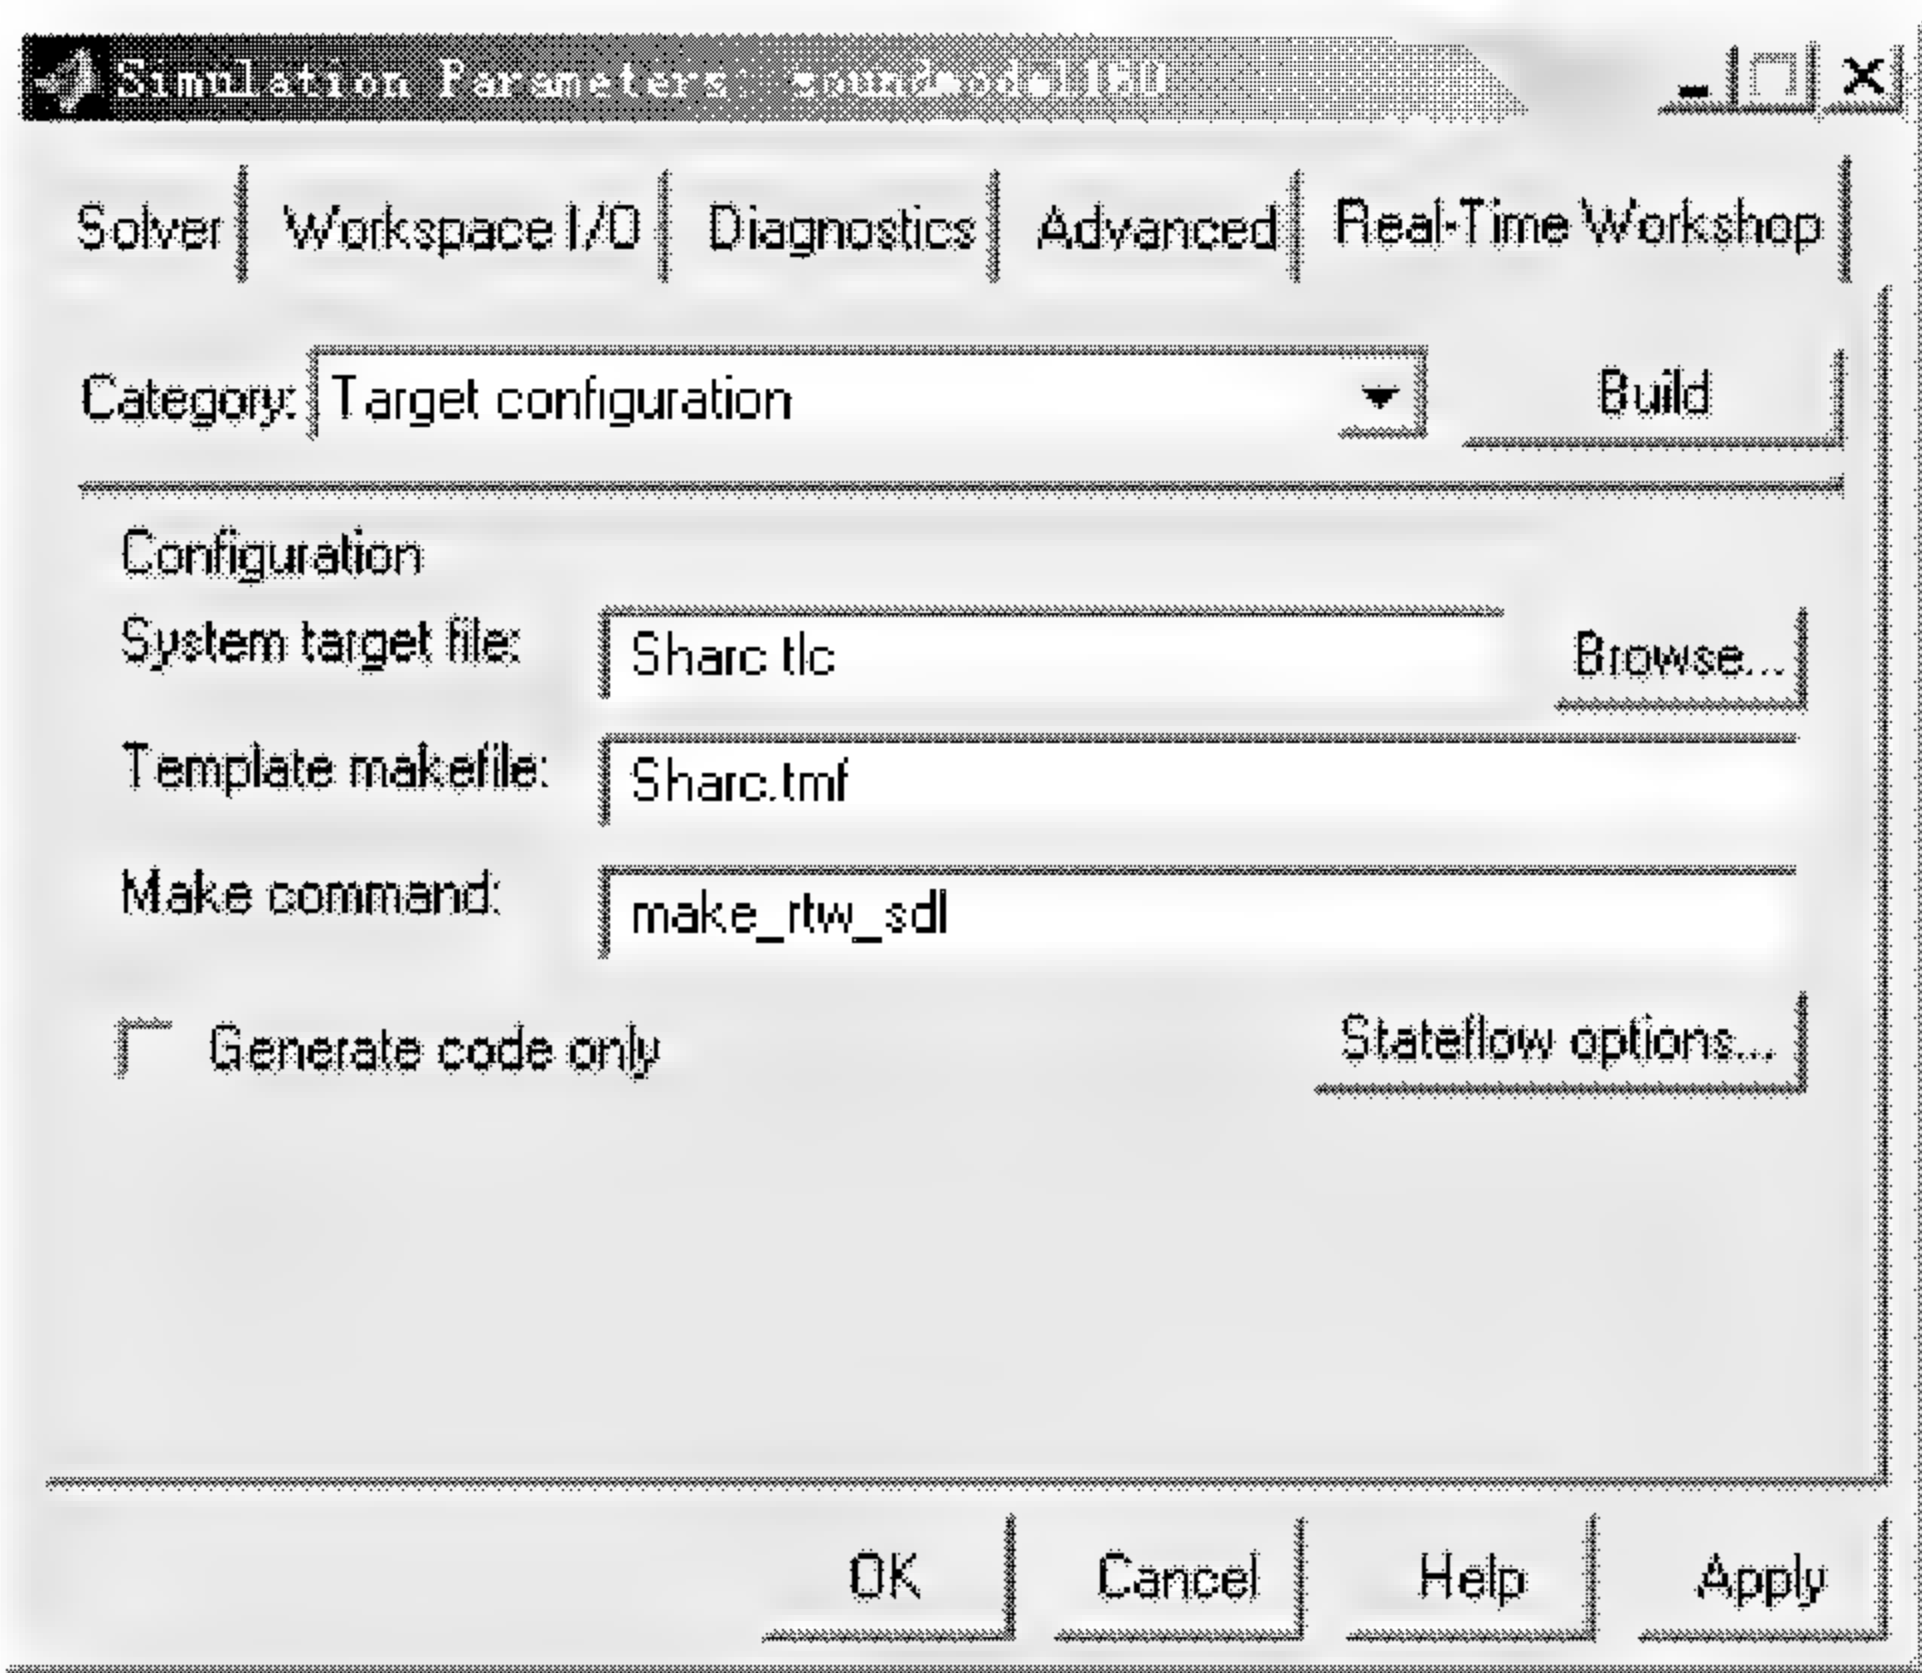 Simulation Parameters: soundmodel160
Solver Workspace I/O Diagnostics Advanced Real-Time Workshop
Category: Target configuration Build
Configuration
System target file: Sharc tlc Browse...
Template makefile: Sharc.tmf
Make command: make_rtw_sdl
Generate code only Stateflow options...
OK Cancel Help Apply